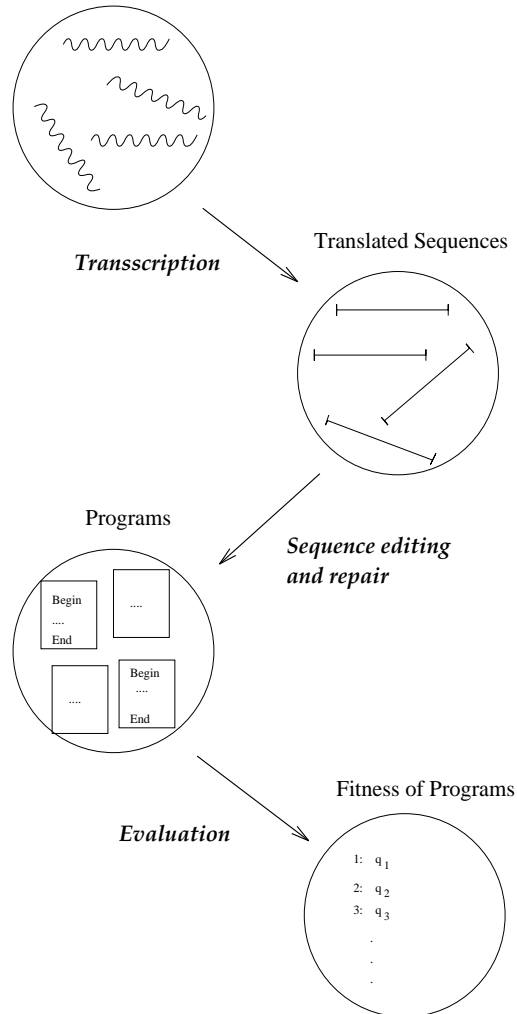 Transscription
Translated Sequences
Programs
Sequence editing
and repair
Begin
....
End
....
....
Begin
....
End
Fitness of Programs
Evaluation
1: q1
2: q2
3: q3
.
.
.